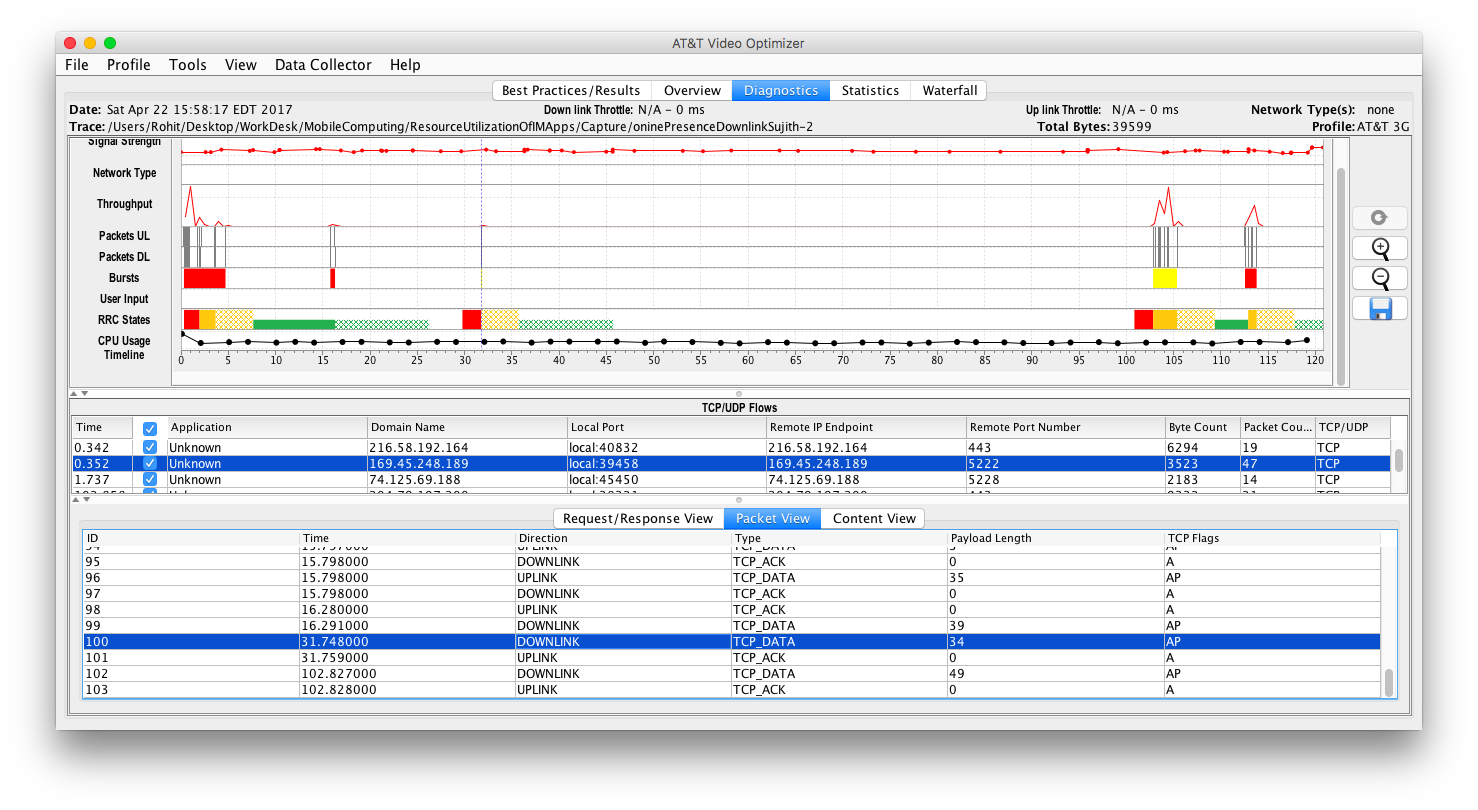 AT&T Video Optimizer
File Profile Tools View Data Collector Help
Best Practices/Results Overview Diagnostics Statistics Waterfall
Date: Sat Apr 22 15:58:17 EDT 2017 Down link Throttle: N/A - 0 ms Up link Throttle: N/A - 0 ms Network Type(s): none
Trace: /Users/Rohit/Desktop/WorkDesk/MobileComputing/ResourceUtilizationOfIMApps/Capture/oninePresenceDownlinkSujith-2 Total Bytes: 39599 Profile: AT&T 3G
Signal Strength
Network Type
Throughput
Packets UL
Packets DL
Bursts
User Input
RRC States
CPU Usage
Timeline
0 5 10 15 20 25 30 35 40 45 50 55 60 65 70 75 80 85 90 95 100 105 110 115 120
TCP/UDP Flows
Time Application Domain Name Local Port Remote IP Endpoint Remote Port Number Byte Count Packet Cou... TCP/UDP
0.342 Unknown 216.58.192.164 local:40832 216.58.192.164 443 6294 19 TCP
0.352 Unknown 169.45.248.189 local:39458 169.45.248.189 5222 3523 47 TCP
1.737 Unknown 74.125.69.188 local:45450 74.125.69.188 5228 2183 14 TCP
Request/Response View Packet View Content View
ID Time Direction Type Payload Length TCP Flags
95 15.798000 DOWNLINK TCP_ACK 0 A
96 15.798000 UPLINK TCP_DATA 35 AP
97 15.798000 DOWNLINK TCP_ACK 0 A
98 16.280000 UPLINK TCP_ACK 0 A
99 16.291000 DOWNLINK TCP_DATA 39 AP
100 31.748000 DOWNLINK TCP_DATA 34 AP
101 31.759000 UPLINK TCP_ACK 0 A
102 102.827000 DOWNLINK TCP_DATA 49 AP
103 102.828000 UPLINK TCP_ACK 0 A